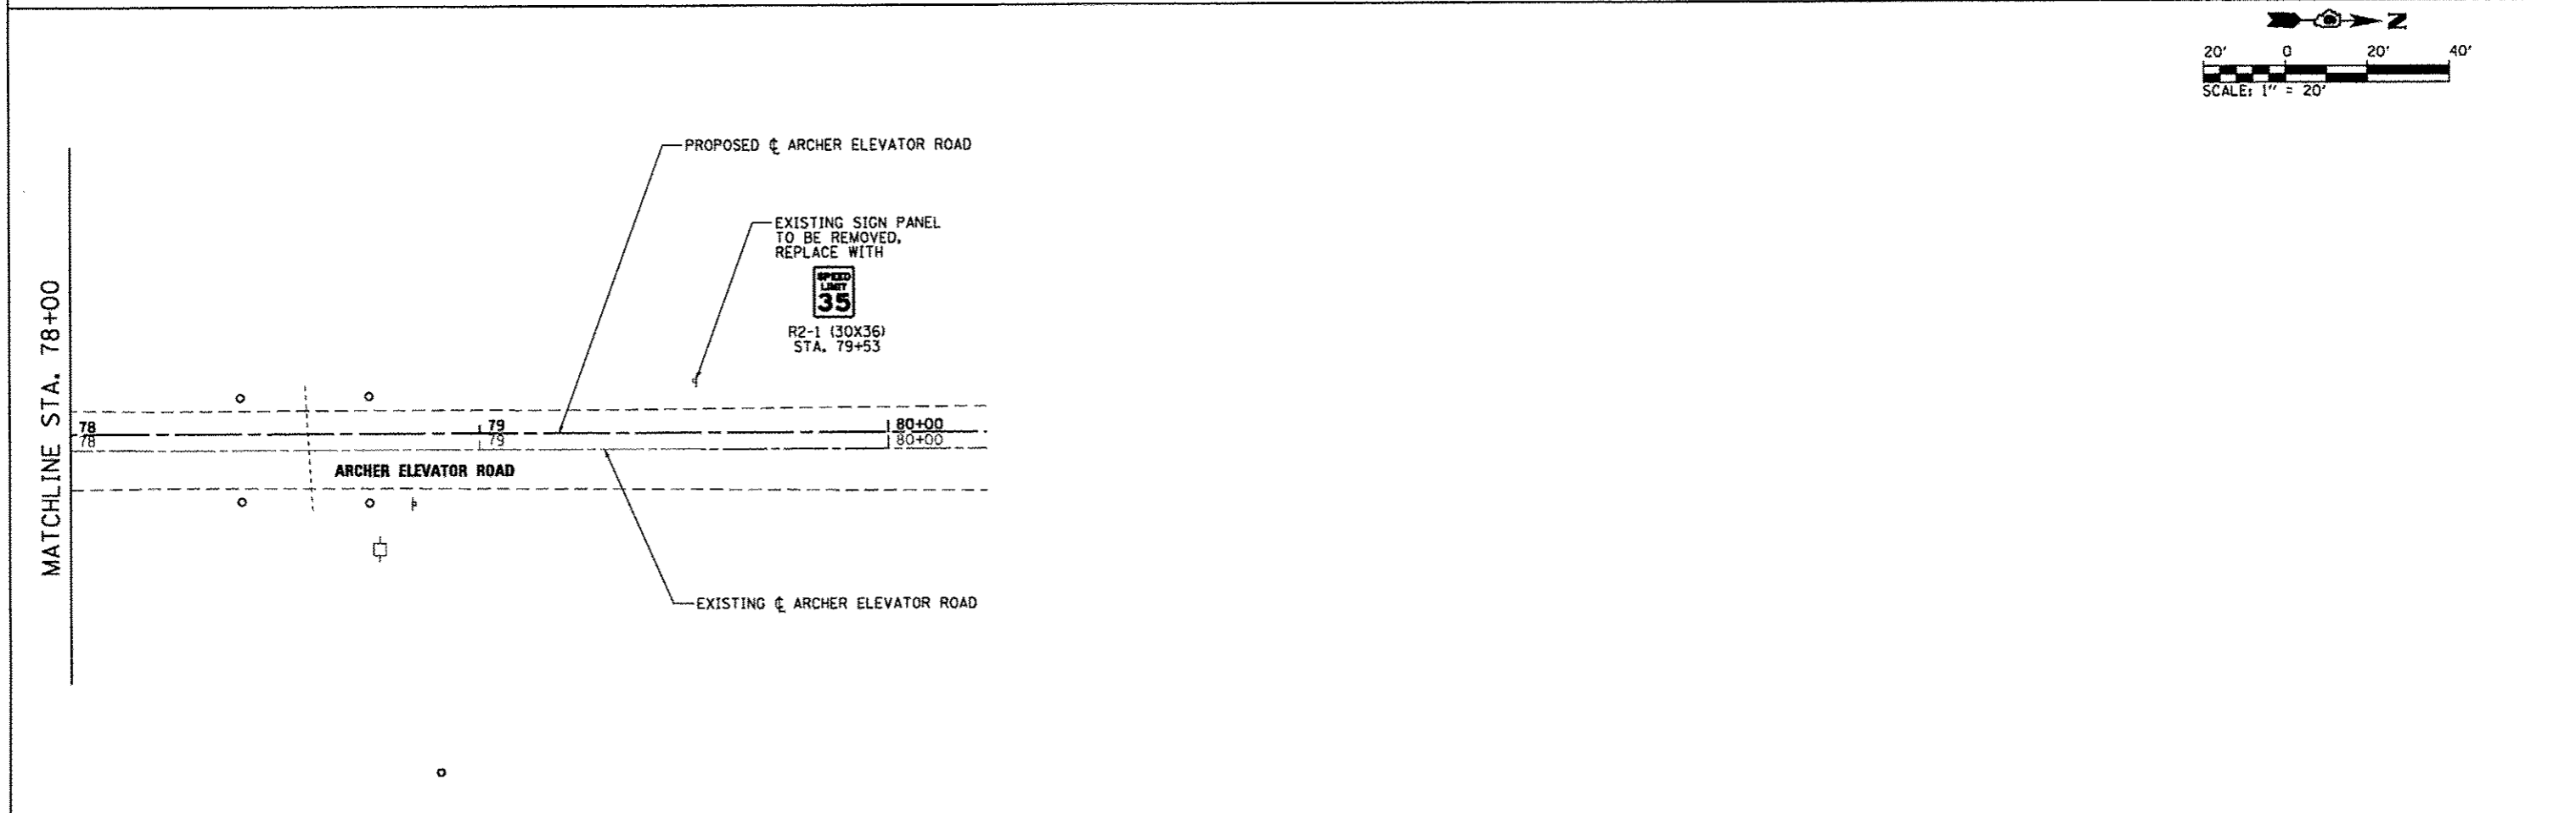 N
20' 0 20' 40'
SCALE: 1" = 20'
PROPOSED ℄ ARCHER ELEVATOR ROAD
EXISTING SIGN PANEL
TO BE REMOVED,
REPLACE WITH
SPEED
LIMIT
35
R2-1 (30X36)
STA. 79+53
MATCHLINE STA. 78+00
78 79 80+00
78 79 80+00
ARCHER ELEVATOR ROAD
EXISTING ℄ ARCHER ELEVATOR ROAD